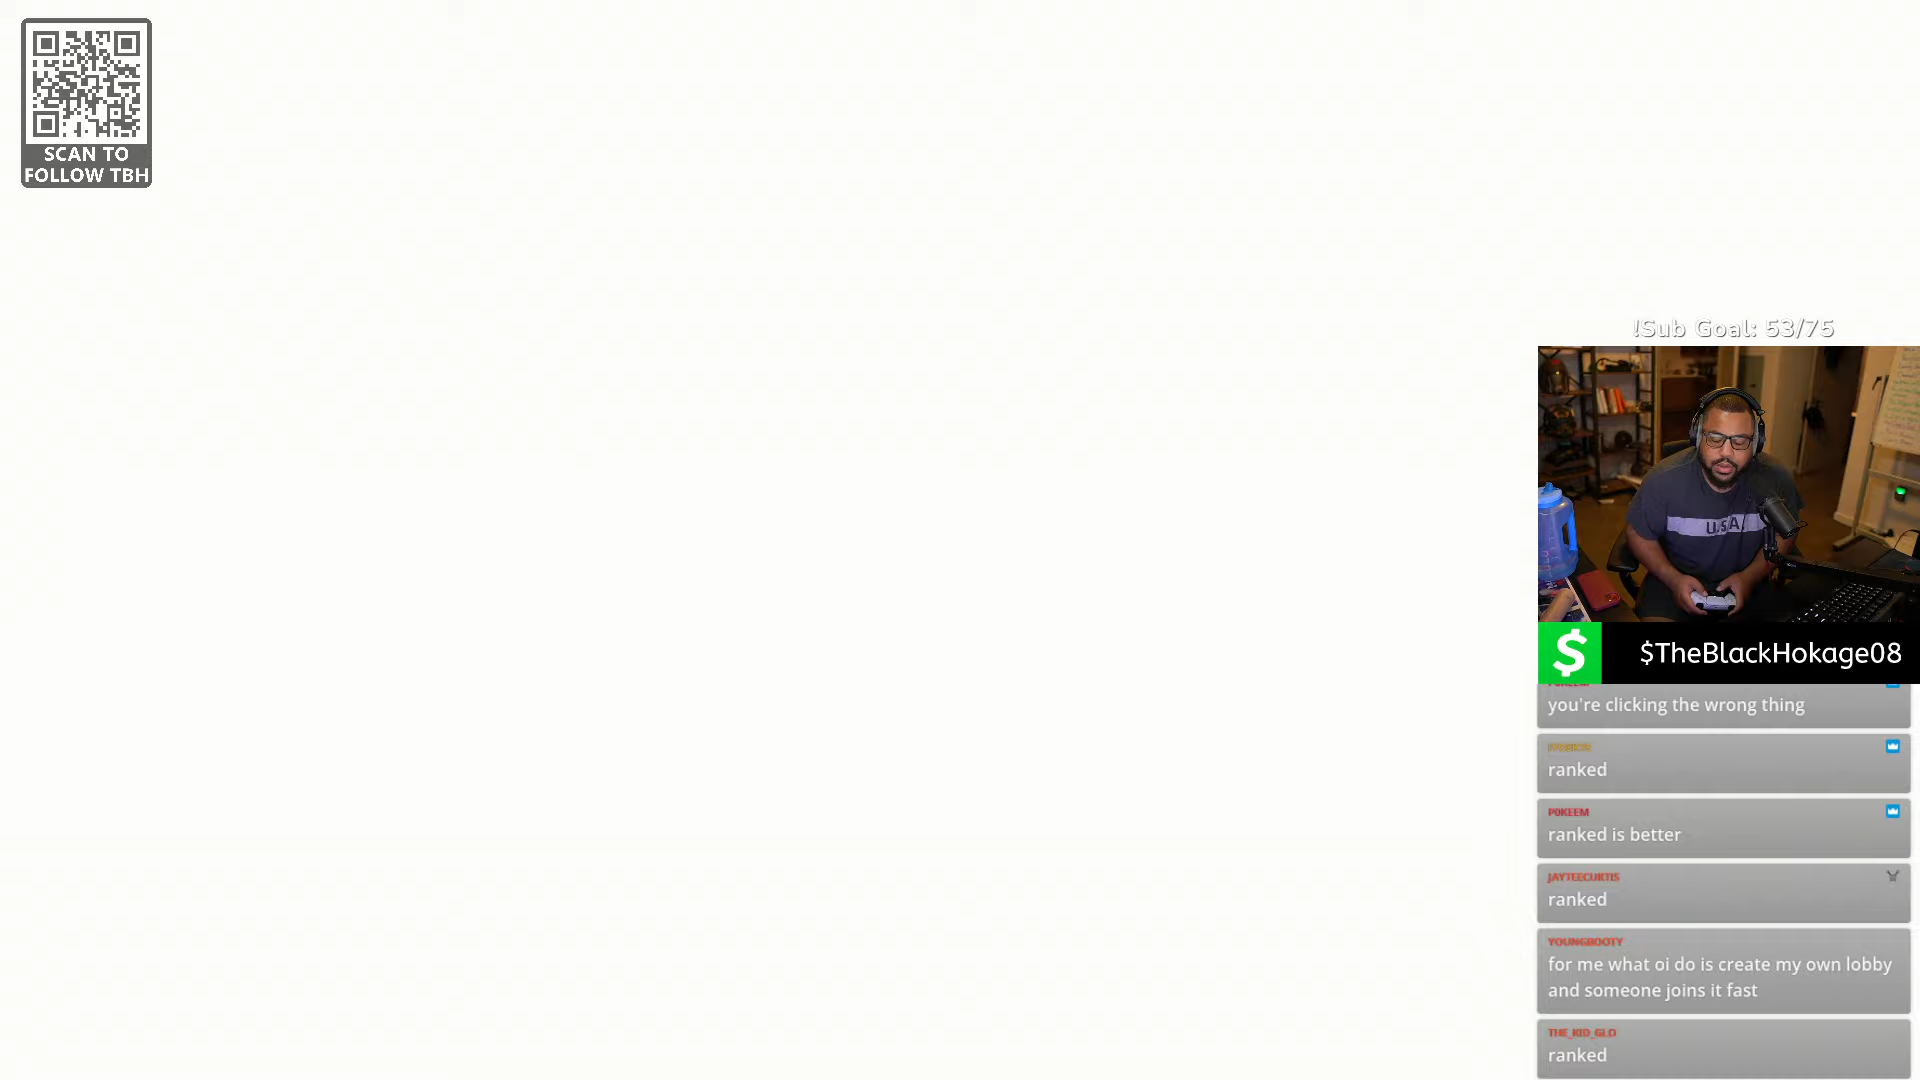 SCAN TO
FOLLOW TBH
!Sub Goal: 53/75
U.S.A.
$TheBlackHokage08
you're clicking the wrong thing
ranked
P0KEEM
ranked is better
JAYTEECURTIS
ranked
YOUNGBOOTY
for me what oi do is create my own lobby
and someone joins it fast
THE_KID_GLO
ranked